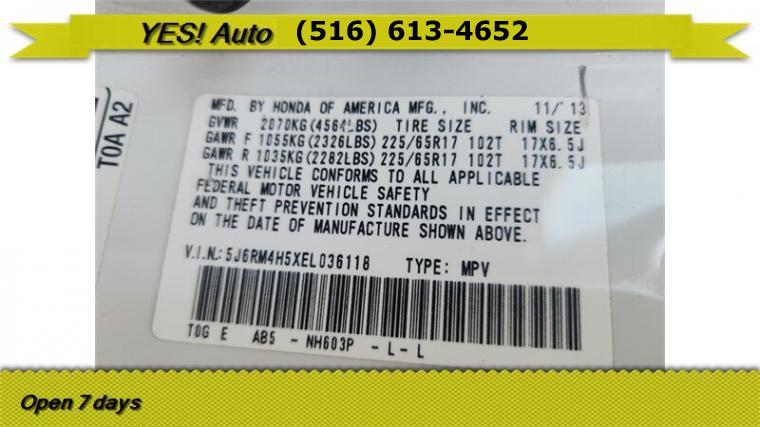 YES! Auto (516) 613-4652
TOA A2
MFD. BY HONDA OF AMERICA MFG., INC. 11/'13
GVWR 2070KG(4564LBS) TIRE SIZE RIM SIZE
GAWR F 1055KG(2326LBS) 225/65R17 102T 17X6.5J
GAWR R 1035KG(2282LBS) 225/65R17 102T 17X6.5J
THIS VEHICLE CONFORMS TO ALL APPLICABLE
FEDERAL MOTOR VEHICLE SAFETY
AND THEFT PREVENTION STANDARDS IN EFFECT
ON THE DATE OF MANUFACTURE SHOWN ABOVE.
V.I.N.: 5J6RM4H5XEL036118 TYPE: MPV
TOG E AB5 - NH603P - L - L
Open 7 days